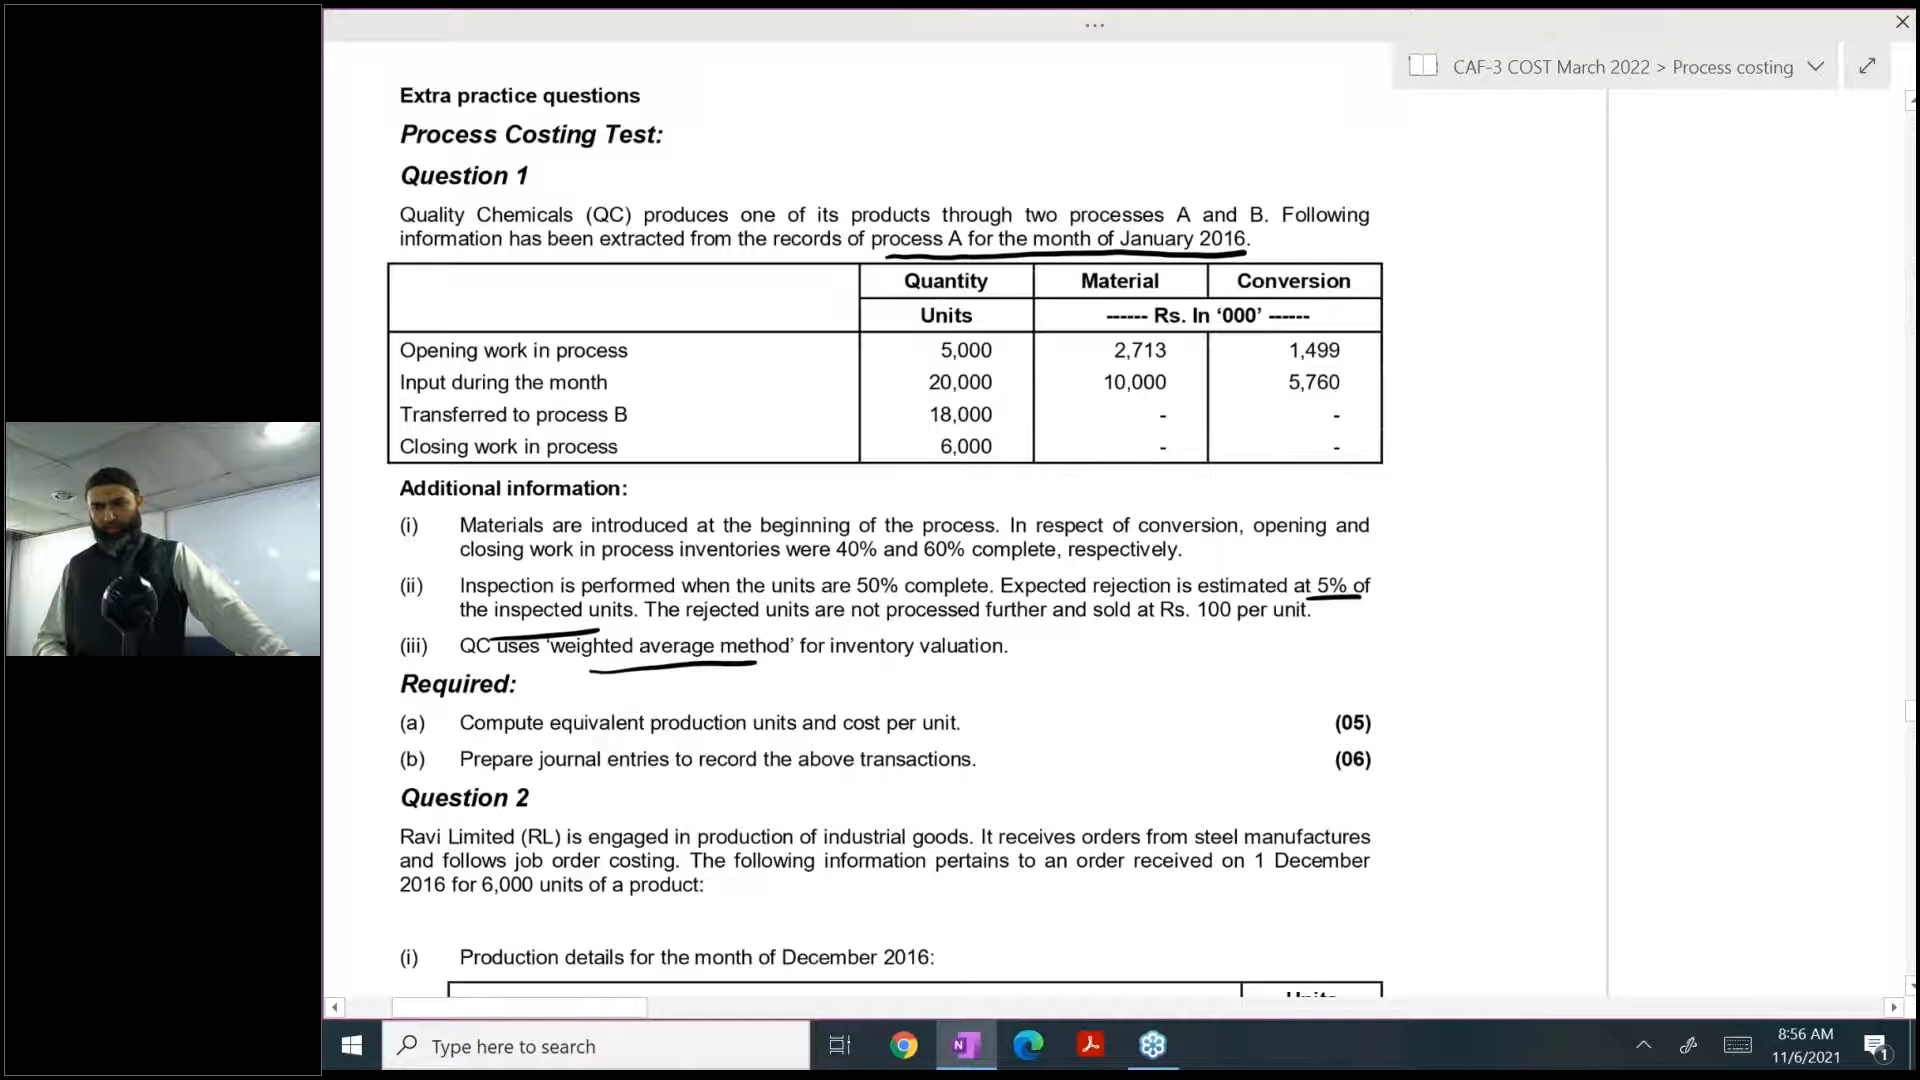 ...
CAF-3 COST March 2022 > Process costing
Extra practice questions
Process Costing Test:
Question 1
Quality Chemicals (QC) produces one of its products through two processes A and B. Following
information has been extracted from the records of process A for the month of January 2016.
Quantity Material Conversion
Units ------ Rs. In ‘000’ ------
Opening work in process 5,000 2,713 1,499
Input during the month 20,000 10,000 5,760
Transferred to process B 18,000 - -
Closing work in process 6,000 - -
Additional information:
(i) Materials are introduced at the beginning of the process. In respect of conversion, opening and
closing work in process inventories were 40% and 60% complete, respectively.
(ii) Inspection is performed when the units are 50% complete. Expected rejection is estimated at 5% of
the inspected units. The rejected units are not processed further and sold at Rs. 100 per unit.
(iii) QC uses ‘weighted average method’ for inventory valuation.
Required:
(a) Compute equivalent production units and cost per unit. (05)
(b) Prepare journal entries to record the above transactions. (06)
Question 2
Ravi Limited (RL) is engaged in production of industrial goods. It receives orders from steel manufactures
and follows job order costing. The following information pertains to an order received on 1 December
2016 for 6,000 units of a product:
(i) Production details for the month of December 2016:
Units
Type here to search
N
8:56 AM
11/6/2021
1